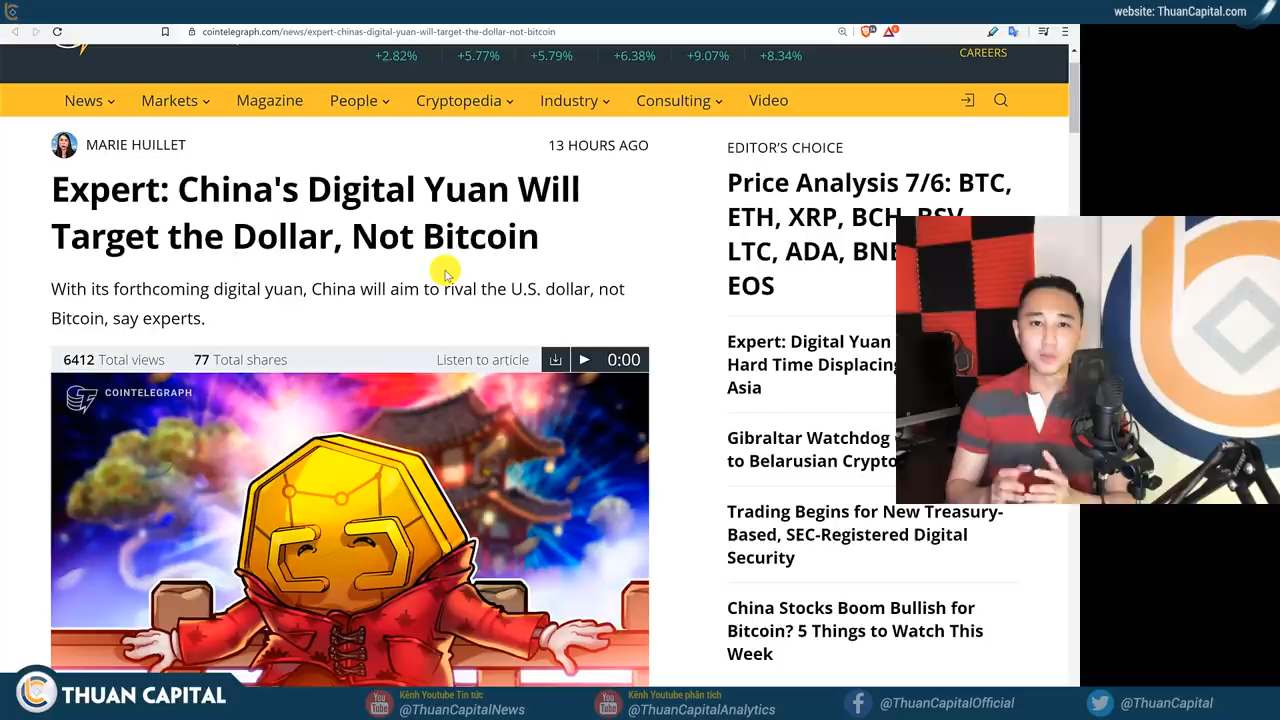 website: ThuanCapital.com
cointelegraph.com/news/expert-chinas-digital-yuan-will-target-the-dollar-not-bitcoin
+2.82% +5.77% +5.79% +6.38% +9.07% +8.34%
CAREERS
News Markets Magazine People Cryptopedia Industry Consulting Video
MARIE HUILLET 13 HOURS AGO
Expert: China's Digital Yuan Will
Target the Dollar, Not Bitcoin
With its forthcoming digital yuan, China will aim to rival the U.S. dollar, not
Bitcoin, say experts.
6412 Total views 77 Total shares Listen to article 0:00
COINTELEGRAPH
EDITOR'S CHOICE
Price Analysis 7/6: BTC,
ETH, XRP, BCH, BSV,
LTC, ADA, BNB
EOS
Expert: Digital Yuan
Hard Time Displacing
Asia
Gibraltar Watchdog
to Belarusian Crypto
Trading Begins for New Treasury-
Based, SEC-Registered Digital
Security
China Stocks Boom Bullish for
Bitcoin? 5 Things to Watch This
Week
THUAN CAPITAL
Kênh Youtube Tin tức:
@ThuanCapitalNews
Kênh Youtube phân tích
@ThuanCapitalAnalytics
@ThuanCapitalOfficial
@ThuanCapital